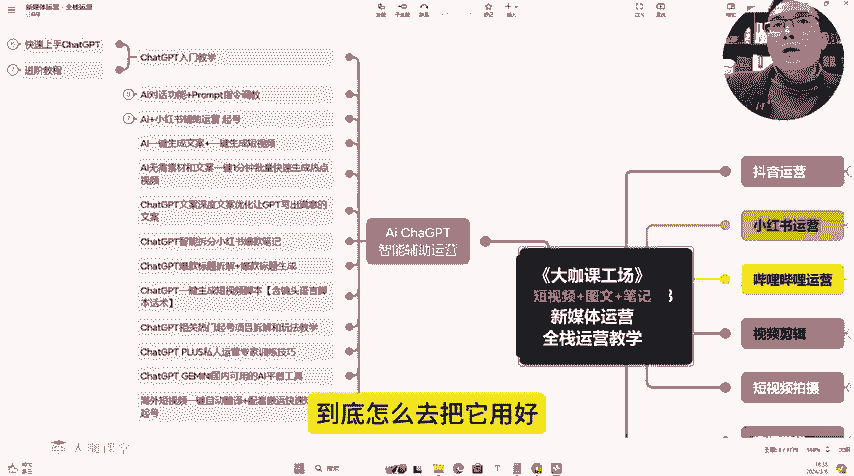 新媒体运营·全栈运营
快速上手ChatGPT
进阶教程
ChatGPT入门教学
AI对话功能+Prompt指令调教
AI+小红书辅助运营 起号
AI一键生成文案+一键生成短视频
AI无需素材和文案一键1分钟批量快速生成热点
视频
ChatGPT文案深度文案优化让GPT写出满意的
文案
ChatGPT智能拆分小红书爆款笔记
ChatGPT爆款标题拆解+爆款标题生成
ChatGPT一键生成短视频脚本【含镜头语言脚
本话术】
ChatGPT相关热门起号项目拆解和玩法教学
ChatGPT PLUS私人运营专家训练技巧
ChatGPT GEMINI国内可用的AI平替工具
海外短视频一键自动翻译+配套搬运快速
起号
Ai ChaGPT
智能辅助运营
《大咖课工场》
短视频+图文+笔记
新媒体运营
全栈运营教学
抖音运营
小红书运营
哔哩哔哩运营
视频剪辑
短视频拍摄
到底怎么去把它用好